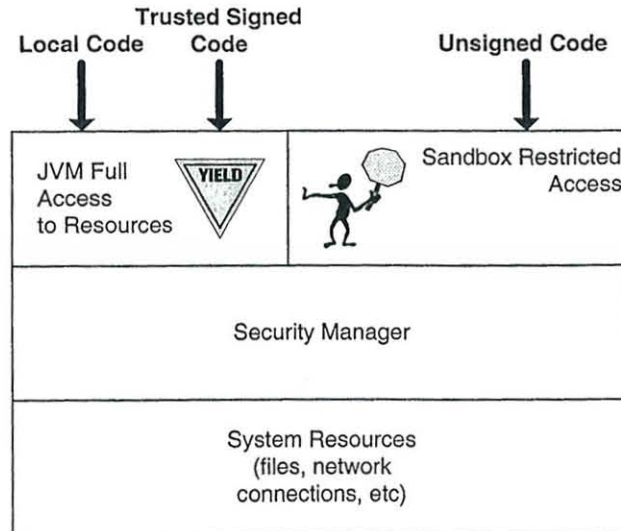 Trusted Signed
Local Code
Code
Unsigned Code
JVM Full
Access
to Resources
YIELD
Sandbox Restricted
Access
Security Manager
System Resources
(files, network
connections, etc)